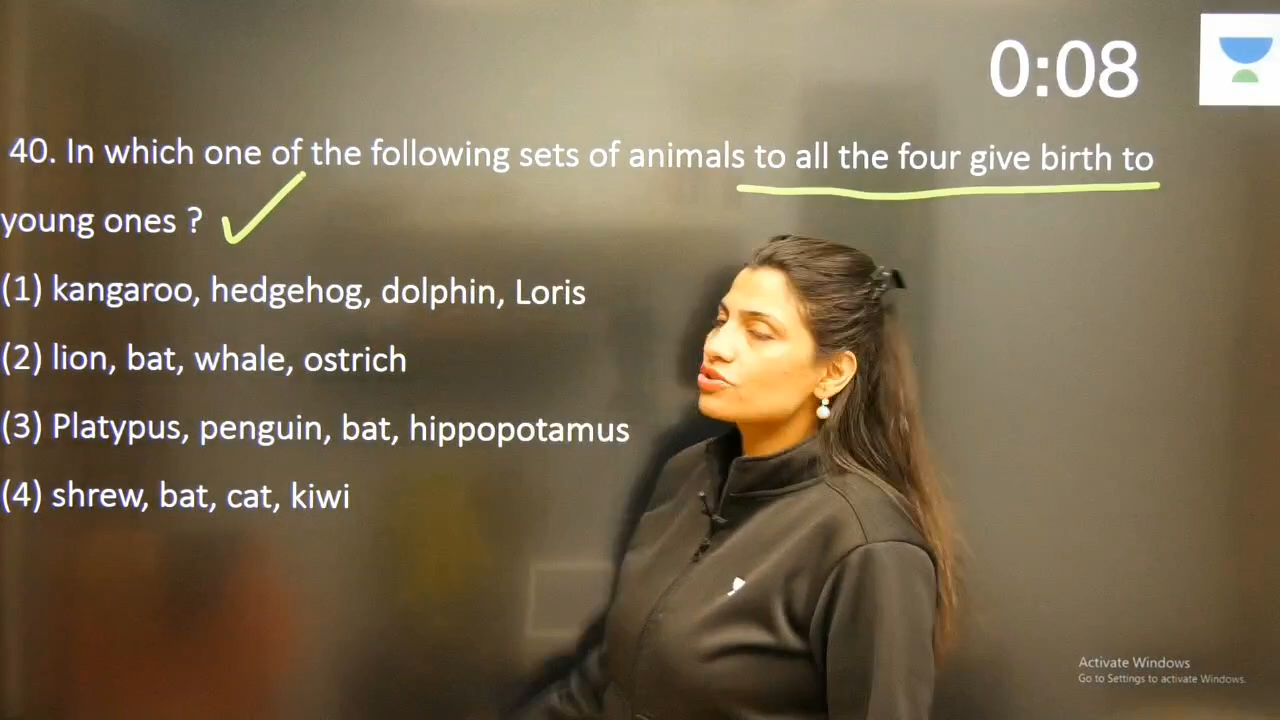 0:08
40. In which one of the following sets of animals to all the four give birth to
young ones ?
(1) kangaroo, hedgehog, dolphin, Loris
(2) lion, bat, whale, ostrich
(3) Platypus, penguin, bat, hippopotamus
(4) shrew, bat, cat, kiwi
Activate Windows
Go to Settings to activate Windows.